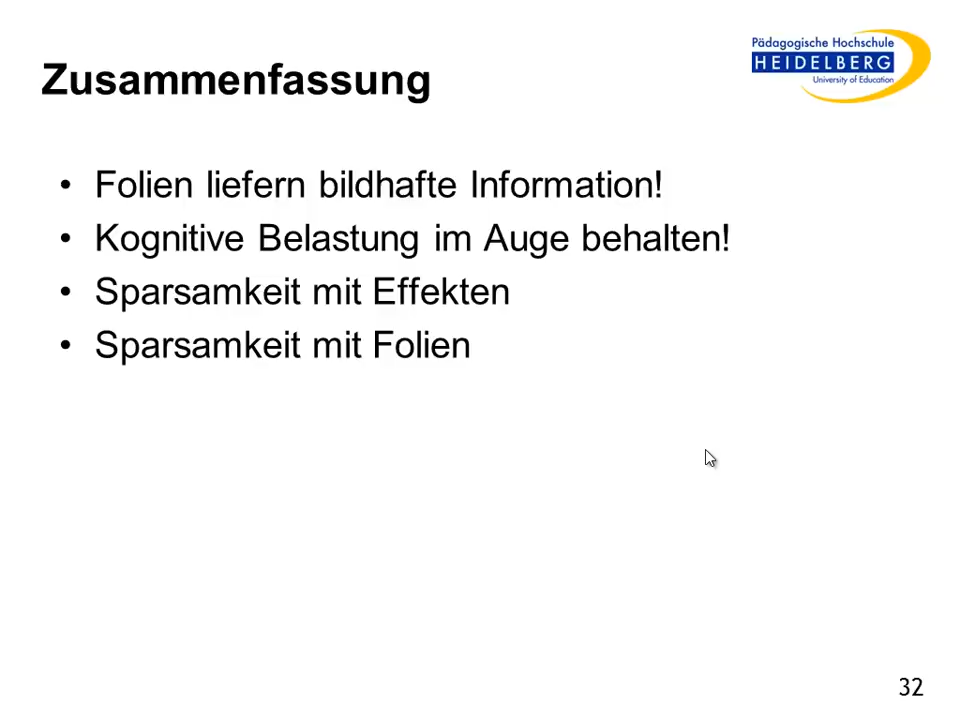 Pädagogische Hochschule
HEIDELBERG
University of Education
Zusammenfassung
• Folien liefern bildhafte Information!
• Kognitive Belastung im Auge behalten!
• Sparsamkeit mit Effekten
• Sparsamkeit mit Folien
32